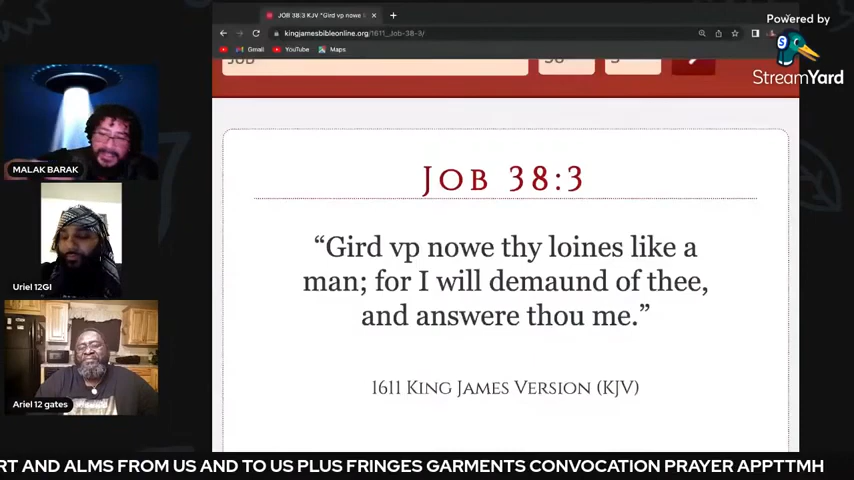 JOB 38:3 KJV "Gird vp nowe
Powered by
StreamYard
kingjamesbibleonline.org/1611_Job-38-3/
Gmail
YouTube
Maps
MALAK BARAK
Uriel 12GI
Ariel 12 gates
JOB 38:3
“Gird vp nowe thy loines like a
man; for I will demaund of thee,
and answere thou me.”
1611 KING JAMES VERSION (KJV)
RT AND ALMS FROM US AND TO US PLUS FRINGES GARMENTS CONVOCATION PRAYER APPTTMH